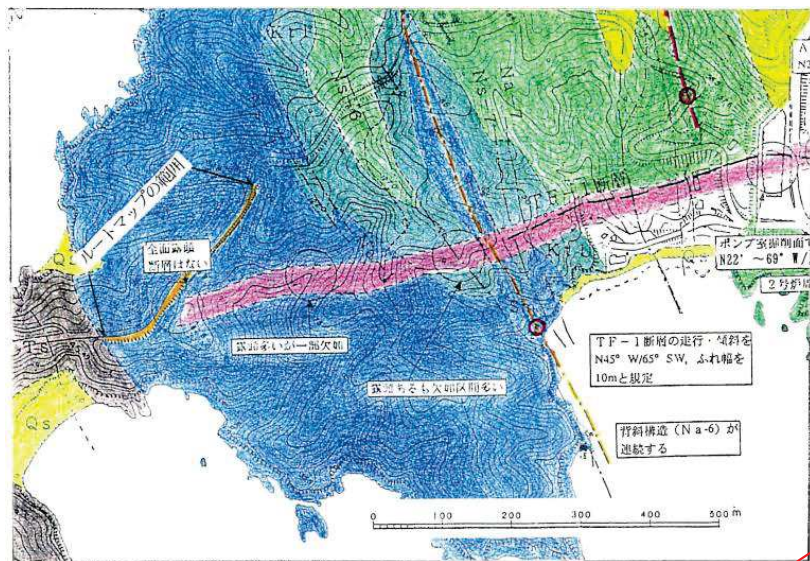 Kr1
Ns-6
Ns-7
Na-7
TF-1断層
Kr3
ルートマップの範囲
全面露頭
断層はない
Qs
Ts
Qs
露頭多いが一部欠如
露頭あるも欠如区間多い
TF-1断層の走行・傾斜を
N45° W/65° SW、ふれ幅を
10mと規定
ポンプ室掘削面
N22° ~69° W/
2号炉
背斜構造(Na-6)が
連続する
0 100 200 300 400 500 m